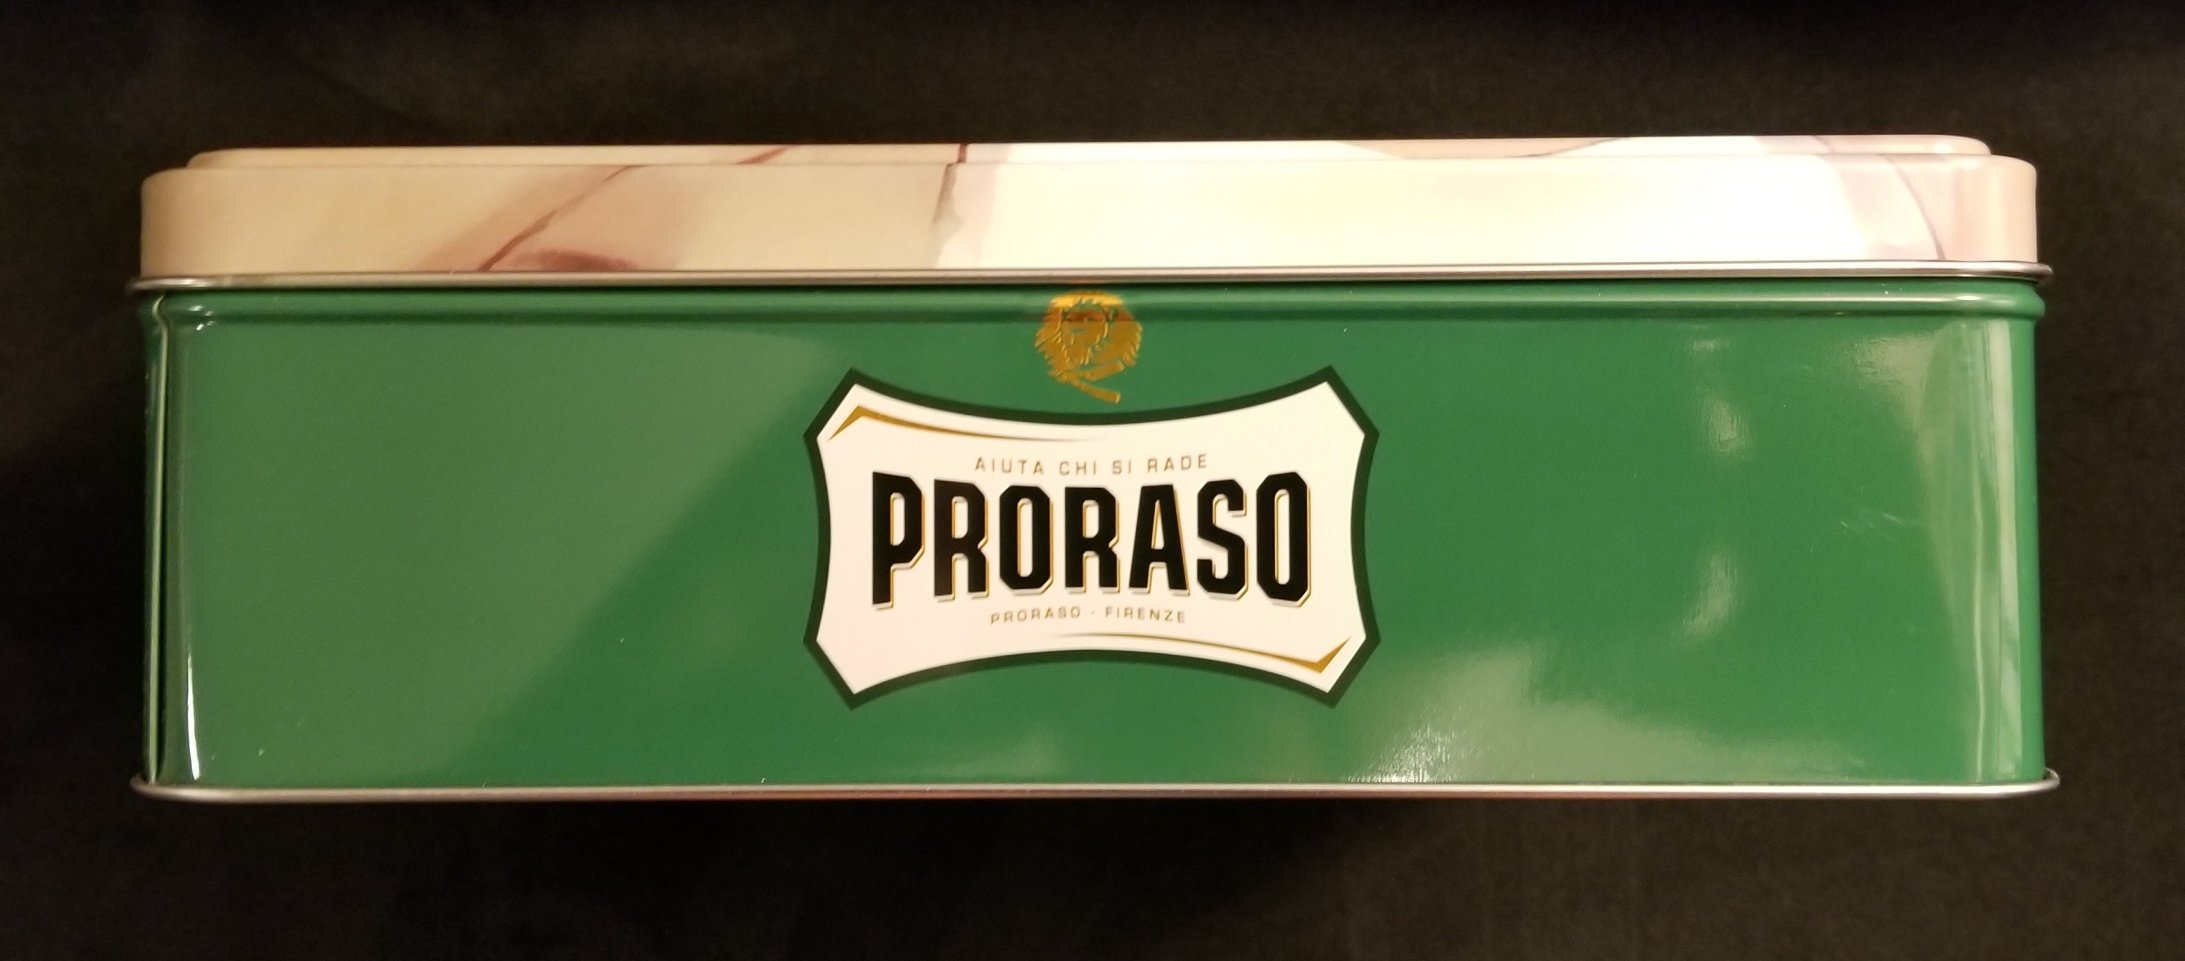 AIUTA CHI SI RADE
PRORASO
PRORASO · FIRENZE